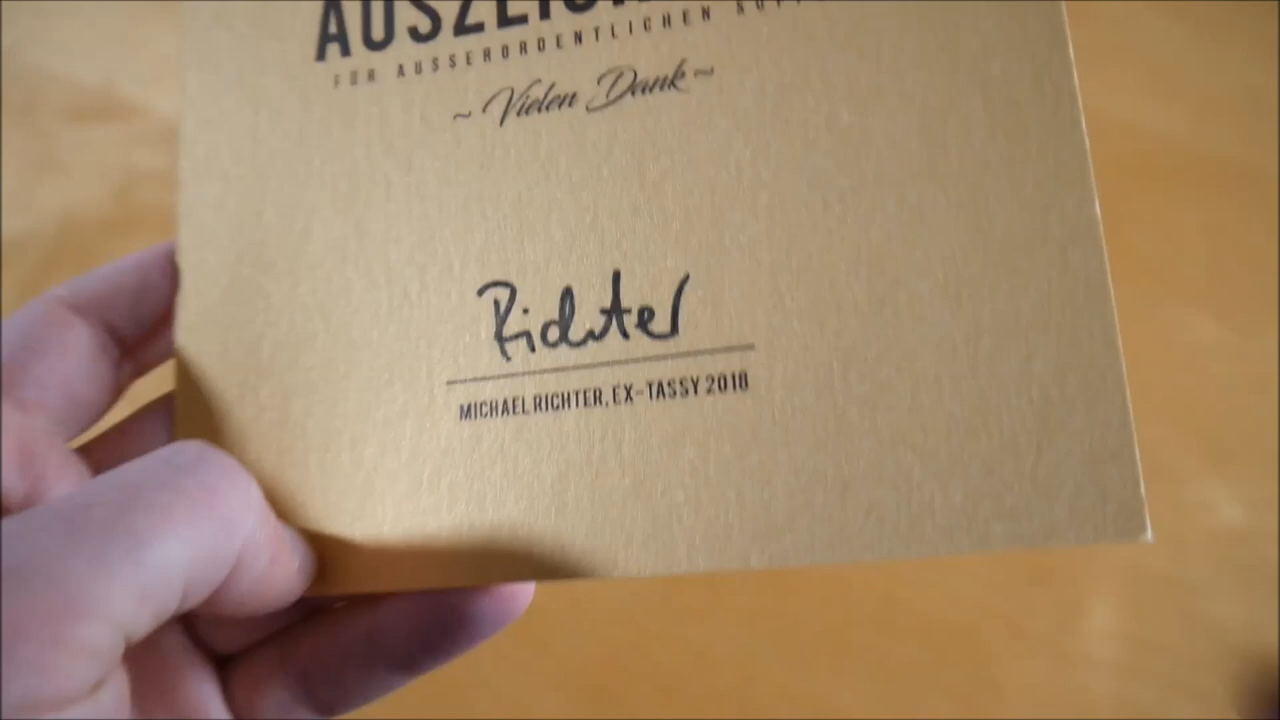 FÜR AUSSERORDENTLICHEN
~ Vielen Dank ~
Richter
MICHAEL RICHTER, EX-TASSY 2018